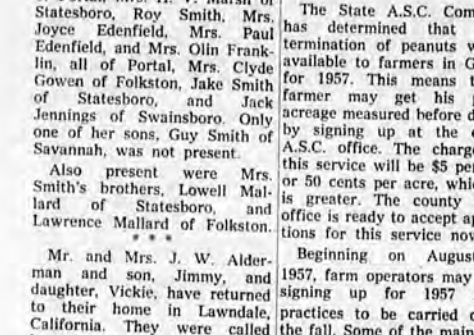 Statesboro, Roy Smith, Mrs.
Joyce Edenfield, Mrs. Paul
Edenfield, and Mrs. Olin Frank-
lin, all of Portal, Mrs. Clyde
Gowen of Folkston, Jake Smith
of Statesboro, and Jack
Jennings of Swainsboro. Only
one of her sons, Guy Smith of
Savannah, was not present.
Also present were Mrs.
Smith's brothers, Lowell Mal-
lard of Statesboro, and
Lawrence Mallard of Folkston.
* * *
Mr. and Mrs. J. W. Alder-
man and son, Jimmy, and
daughter, Vickie, have returned
to their home in Lawndale,
California. They were called
The State A.S.C.
has determined that
termination of peanuts
available to farmers in
for 1957. This means
farmer may get his
acreage measured before
by signing up at the
A.S.C. office. The
this service will be $5
or 50 cents per acre,
is greater. The county
office is ready to accept
tions for this service
Beginning on
1957, farm operators may
signing up for 1957
practices to be carried
the fall. Some of the